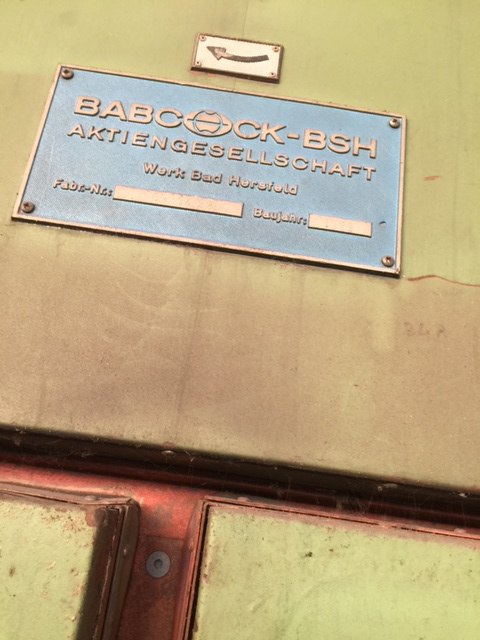 BABCOCK-BSH
AKTIENGESELLSCHAFT
Werk Bad Hersfeld
Fabr.-Nr.: Baujahr: